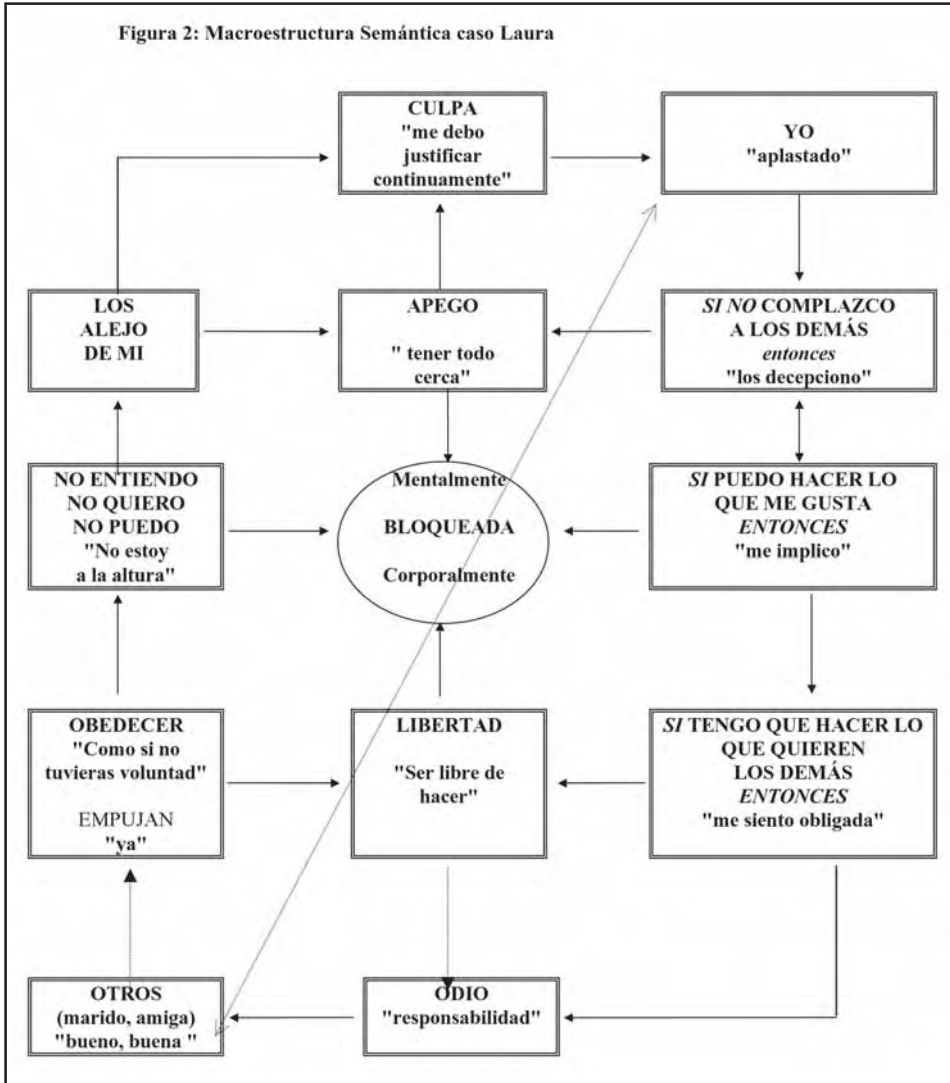 Figura 2: Macroestructura Semántica caso Laura
CULPA
"me debo
justificar
continuamente"
YO
"aplastado"
LOS
ALEJO
DE MI
APEGO
" tener todo
cerca"
SI NO COMPLAZCO
A LOS DEMÁS
entonces
"los decepciono"
NO ENTIENDO
NO QUIERO
NO PUEDO
"No estoy
a la altura"
Mentalmente
BLOQUEADA
Corporalmente
SI PUEDO HACER LO
QUE ME GUSTA
ENTONCES
"me implico"
OBEDECER
"Como si no
tuvieras voluntad"
EMPUJAN
"ya"
LIBERTAD
"Ser libre de
hacer"
SI TENGO QUE HACER LO
QUE QUIEREN
LOS DEMÁS
ENTONCES
"me siento obligada"
OTROS
(marido, amiga)
"bueno, buena "
ODIO
"responsabilidad"